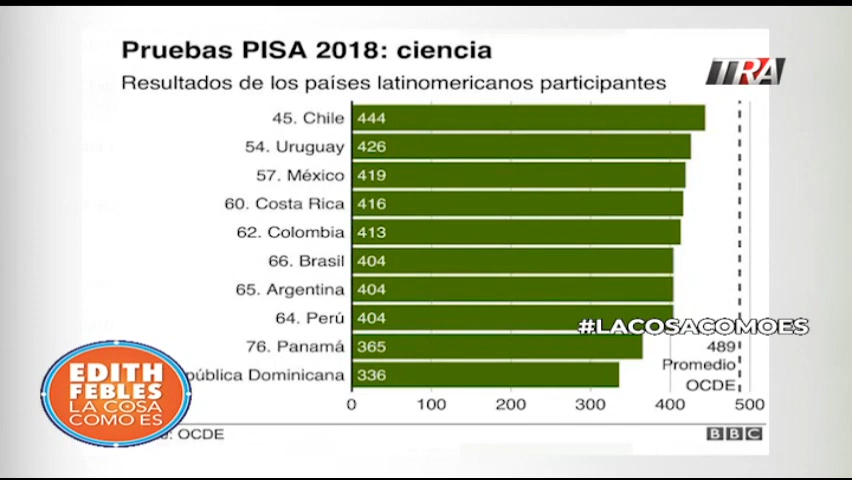 Pruebas PISA 2018: ciencia
Resultados de los países latinomericanos participantes
ITRA
45. Chile 444
54. Uruguay 426
57. México 419
60. Costa Rica 416
62. Colombia 413
66. Brasil 404
65. Argentina 404
64. Perú 404
#LACOSACOMOES
76. Panamá 365
pública Dominicana 336
489
Promedio
OCDE
0 100 200 300 400 500
EDITH
FEBLES
LA COSA
COMO ES
OCDE
BBC